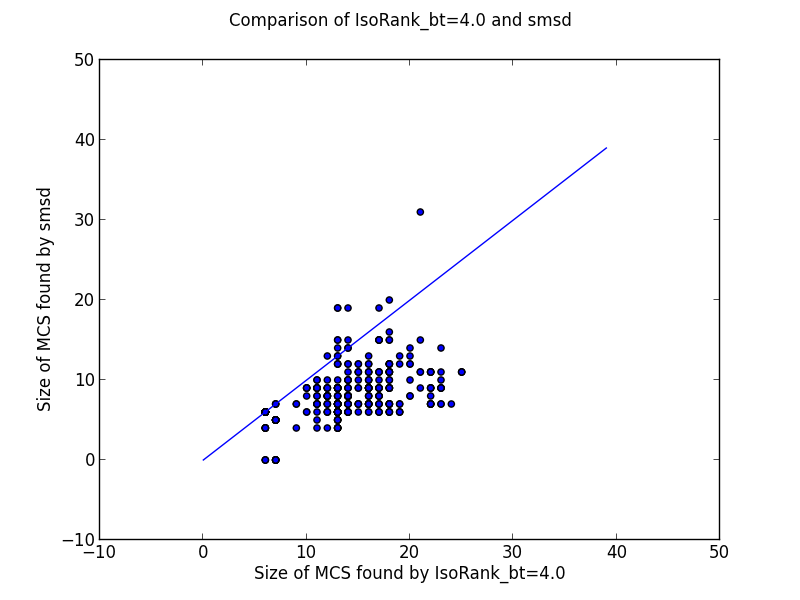 Comparison of IsoRank_bt=4.0 and smsd
50
40
30
20
10
0
−10
Size of MCS found by smsd
−10 0 10 20 30 40 50
Size of MCS found by IsoRank_bt=4.0